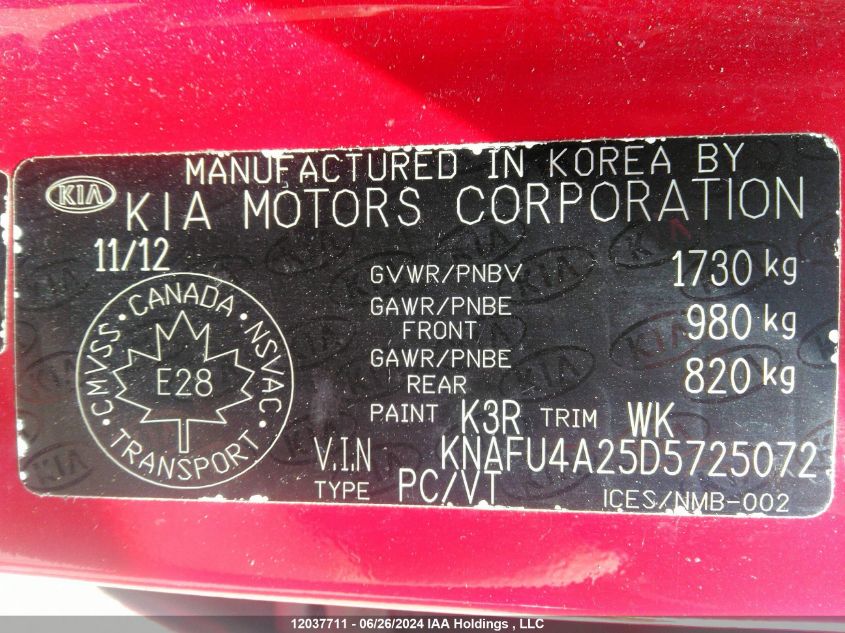 MANUFACTURED IN KOREA BY
KIA KIA MOTORS CORPORATION
11/12
GVWR/PNBV 1730 kg
GAWR/PNBE FRONT 980 kg
GAWR/PNBE REAR 820 kg
CANADA
CMVSS · NSVAC
E28
TRANSPORT
PAINT K3R TRIM WK
V.I.N KNAFU4A25D5725072
TYPE PC/VT ICES/NMB-002
12037711 - 06/26/2024 IAA Holdings , LLC